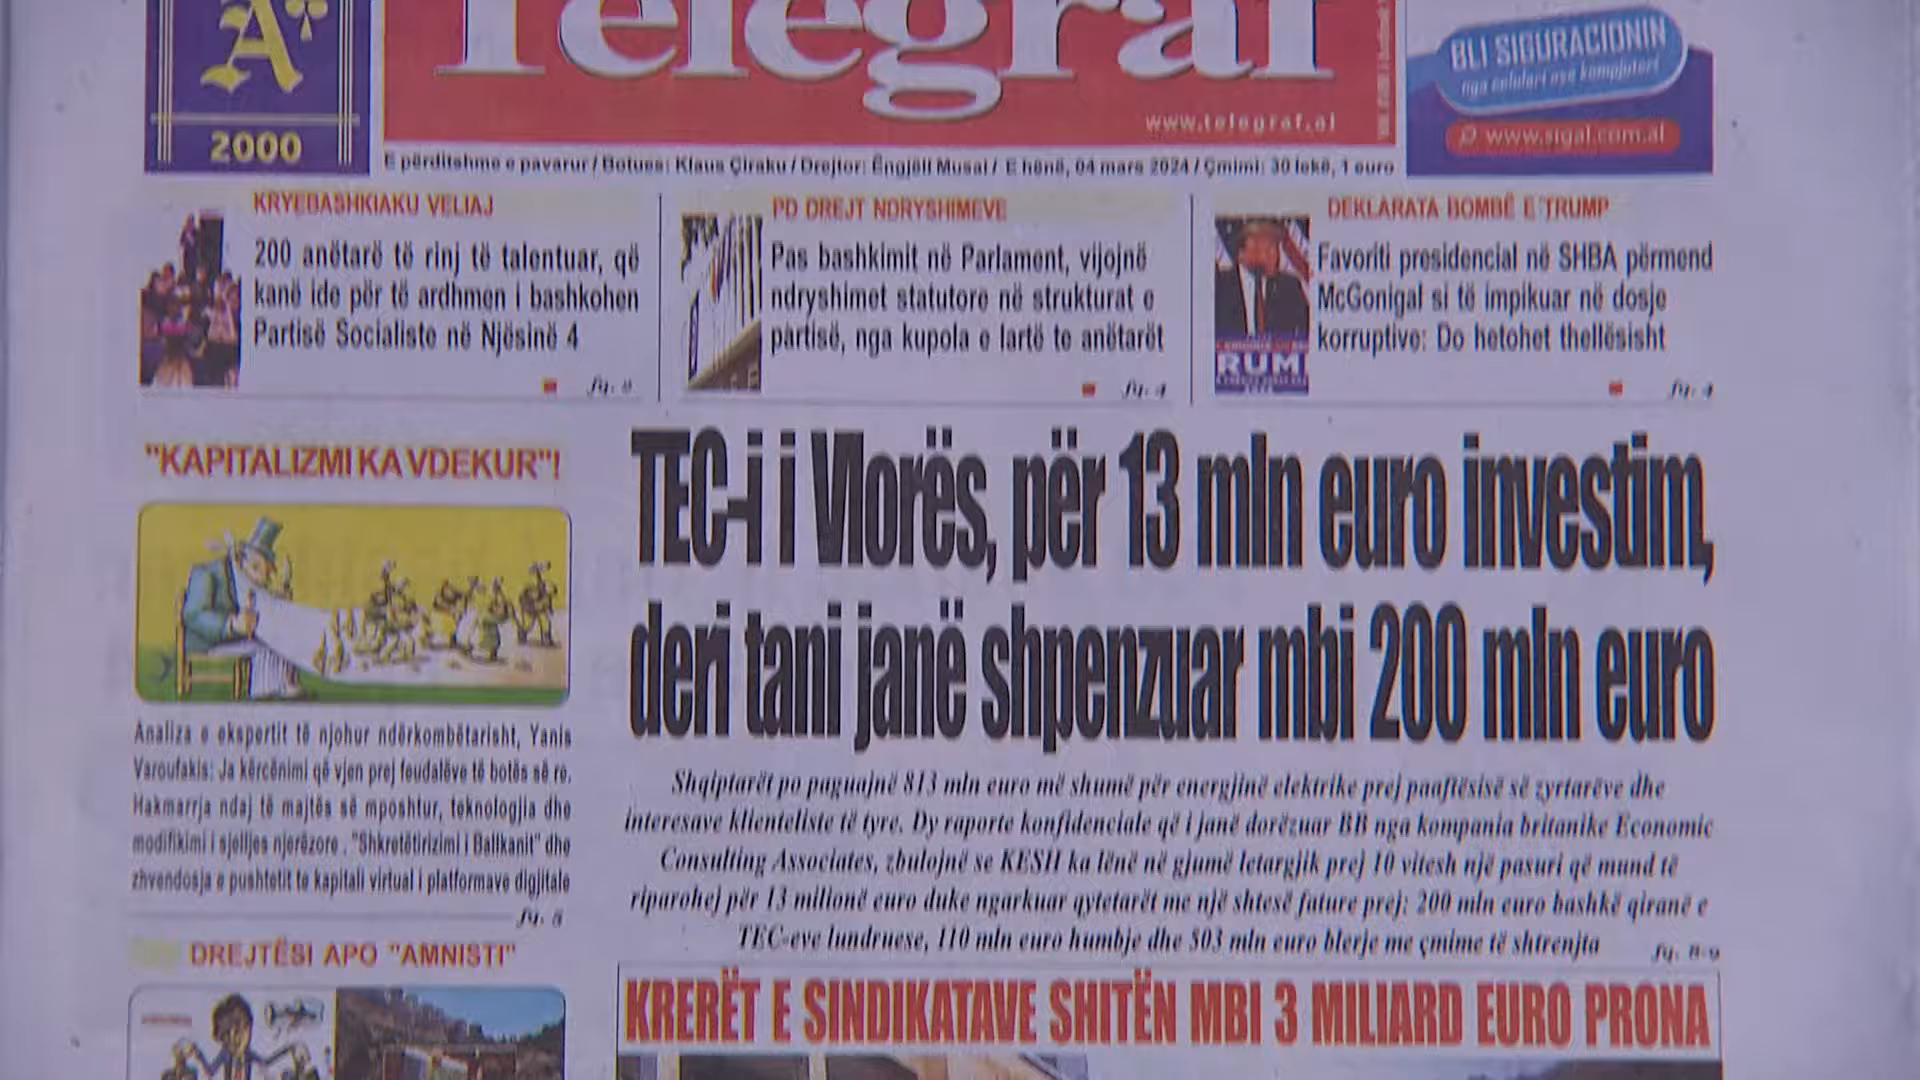 A
2000
Telegraf
www.telegraf.al
BLI SIGURACIONIN
nga celulari ose kompjuteri
www.sigal.com.al
E përditshme e pavarur / Botues: Klaus Çiraku / Drejtor: Ëngjëll Musai / E hënë, 04 mars 2024 / Çmimi: 30 lekë, 1 euro
KRYEBASHKIAKU VELIAJ
200 anëtarë të rinj të talentuar, që
kanë ide për të ardhmen i bashkohen
Partisë Socialiste në Njësinë 4
PD DREJT NDRYSHIMEVE
Pas bashkimit në Parlament, vijojnë
ndryshimet statutore në strukturat e
partisë, nga kupola e lartë te anëtarët
fq. 4
DEKLARATA BOMBË E TRUMP
Favoriti presidencial në SHBA përmend
McGonigal si të impikuar në dosje
korruptive: Do hetohet thellësisht
RUM
fq. 4
"KAPITALIZMI KA VDEKUR"!
Analiza e ekspertit të njohur ndërkombëtarisht, Yanis
Varoufakis: Ja kërcënimi që vjen prej feudalëve të botës së re.
Hakmarrja ndaj të majtës së mposhtur, teknologjia dhe
modifikimi i sjelljes njerëzore . "Shkretëtirizimi i Ballkanit" dhe
zhvendosja e pushtetit te kapitali virtual i platformave digjitale
TEC-i i Vlorës, për 13 mln euro investim,
deri tani janë shpenzuar mbi 200 mln euro
Shqiptarët po paguajnë 813 mln euro më shumë për energjinë elektrike prej paaftësisë së zyrtarëve dhe
interesave klienteliste të tyre. Dy raporte konfidenciale që i janë dorëzuar BB nga kompania britanike Economic
Consulting Associates, zbulojnë se KESH ka lënë në gjumë letargjik prej 10 vitesh një pasuri që mund të
riparohej për 13 milionë euro duke ngarkuar qytetarët me një shtesë fature prej: 200 mln euro bashkë qiranë e
TEC-eve lundruese, 110 mln euro humbje dhe 503 mln euro blerje me çmime të shtrenjta
fq. 8-9
DREJTËSI APO "AMNISTI"
KRERËT E SINDIKATAVE SHITËN MBI 3 MILIARD EURO PRONA